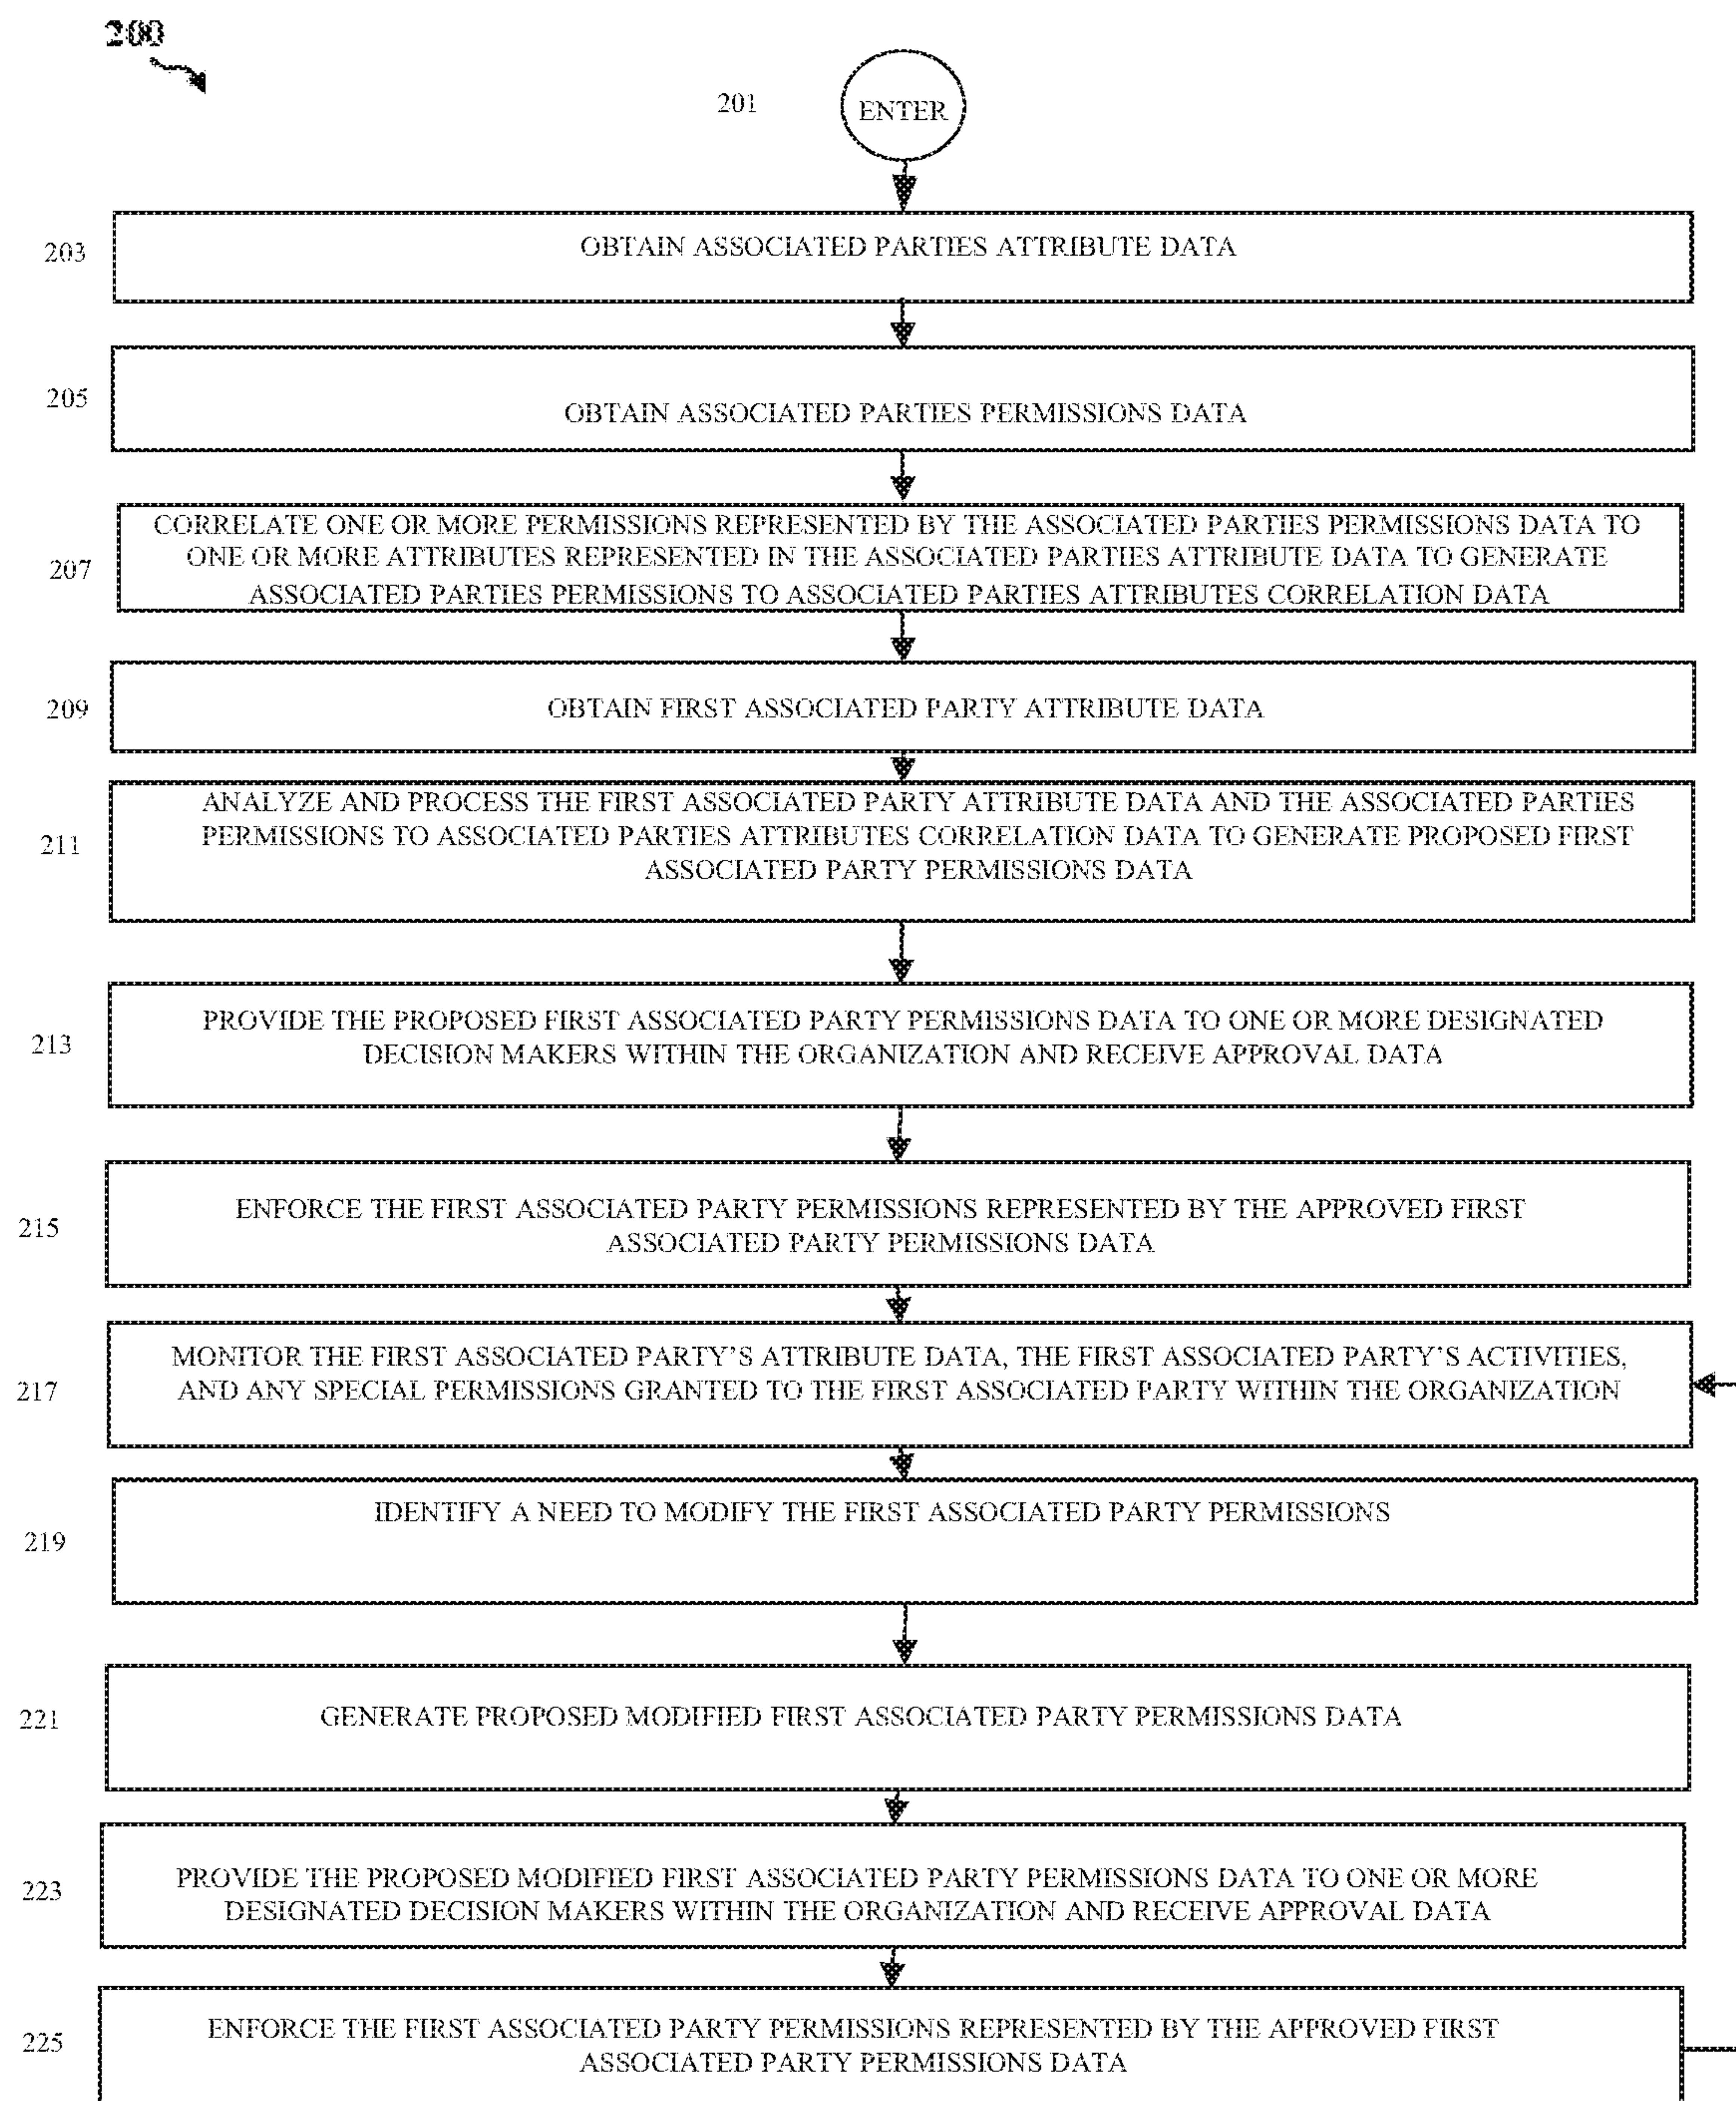 200
201
ENTER
203
OBTAIN ASSOCIATED PARTIES ATTRIBUTE DATA
205
OBTAIN ASSOCIATED PARTIES PERMISSIONS DATA
207
CORRELATE ONE OR MORE PERMISSIONS REPRESENTED BY THE ASSOCIATED PARTIES PERMISSIONS DATA TO
ONE OR MORE ATTRIBUTES REPRESENTED IN THE ASSOCIATED PARTIES ATTRIBUTE DATA TO GENERATE
ASSOCIATED PARTIES PERMISSIONS TO ASSOCIATED PARTIES ATTRIBUTES CORRELATION DATA
209
OBTAIN FIRST ASSOCIATED PARTY ATTRIBUTE DATA
211
ANALYZE AND PROCESS THE FIRST ASSOCIATED PARTY ATTRIBUTE DATA AND THE ASSOCIATED PARTIES
PERMISSIONS TO ASSOCIATED PARTIES ATTRIBUTES CORRELATION DATA TO GENERATE PROPOSED FIRST
ASSOCIATED PARTY PERMISSIONS DATA
213
PROVIDE THE PROPOSED FIRST ASSOCIATED PARTY PERMISSIONS DATA TO ONE OR MORE DESIGNATED
DECISION MAKERS WITHIN THE ORGANIZATION AND RECEIVE APPROVAL DATA
215
ENFORCE THE FIRST ASSOCIATED PARTY PERMISSIONS REPRESENTED BY THE APPROVED FIRST
ASSOCIATED PARTY PERMISSIONS DATA
217
MONITOR THE FIRST ASSOCIATED PARTY'S ATTRIBUTE DATA, THE FIRST ASSOCIATED PARTY'S ACTIVITIES,
AND ANY SPECIAL PERMISSIONS GRANTED TO THE FIRST ASSOCIATED PARTY WITHIN THE ORGANIZATION
219
IDENTIFY A NEED TO MODIFY THE FIRST ASSOCIATED PARTY PERMISSIONS
221
GENERATE PROPOSED MODIFIED FIRST ASSOCIATED PARTY PERMISSIONS DATA
223
PROVIDE THE PROPOSED MODIFIED FIRST ASSOCIATED PARTY PERMISSIONS DATA TO ONE OR MORE
DESIGNATED DECISION MAKERS WITHIN THE ORGANIZATION AND RECEIVE APPROVAL DATA
225
ENFORCE THE FIRST ASSOCIATED PARTY PERMISSIONS REPRESENTED BY THE APPROVED FIRST
ASSOCIATED PARTY PERMISSIONS DATA